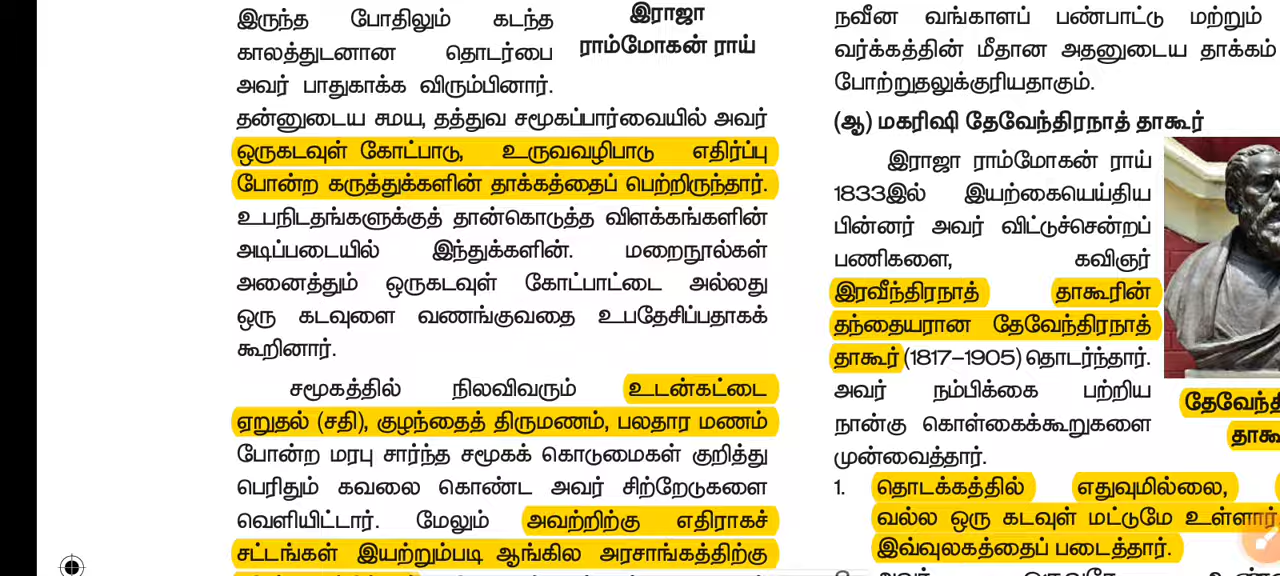 இருந்த போதிலும் கடந்த
காலத்துடனான தொடர்பை
அவர் பாதுகாக்க விரும்பினார்.
இராஜா
ராம்மோகன் ராய்
தன்னுடைய சமய, தத்துவ சமூகப்பார்வையில் அவர்
ஒருகடவுள் கோட்பாடு, உருவவழிபாடு எதிர்ப்பு
போன்ற கருத்துக்களின் தாக்கத்தைப் பெற்றிருந்தார்.
உபநிடதங்களுக்குத் தான்கொடுத்த விளக்கங்களின்
அடிப்படையில் இந்துக்களின். மறைநூல்கள்
அனைத்தும் ஒருகடவுள் கோட்பாட்டை அல்லது
ஒரு கடவுளை வணங்குவதை உபதேசிப்பதாகக்
கூறினார்.
சமூகத்தில் நிலவிவரும் உடன்கட்டை
ஏறுதல் (சதி), குழந்தைத் திருமணம், பலதார மணம்
போன்ற மரபு சார்ந்த சமூகக் கொடுமைகள் குறித்து
பெரிதும் கவலை கொண்ட அவர் சிற்றேடுகளை
வெளியிட்டார். மேலும் அவற்றிற்கு எதிராகச்
சட்டங்கள் இயற்றும்படி ஆங்கில அரசாங்கத்திற்கு
நவீன வங்காளப் பண்பாட்டு மற்றும்
வர்க்கத்தின் மீதான அதனுடைய தாக்கம்
போற்றுதலுக்குரியதாகும்.
(ஆ) மகரிஷி தேவேந்திரநாத் தாகூர்
இராஜா ராம்மோகன் ராய்
1833இல் இயற்கையெய்திய
பின்னர் அவர் விட்டுச்சென்றப்
பணிகளை, கவிஞர்
இரவீந்திரநாத் தாகூரின்
தந்தையரான தேவேந்திரநாத்
தாகூர் (1817–1905) தொடர்ந்தார்.
அவர் நம்பிக்கை பற்றிய
நான்கு கொள்கைக்கூறுகளை
முன்வைத்தார்.
1. தொடக்கத்தில் எதுவுமில்லை,
வல்ல ஒரு கடவுள் மட்டுமே உள்ளார்
இவ்வுலகத்தைப் படைத்தார்.